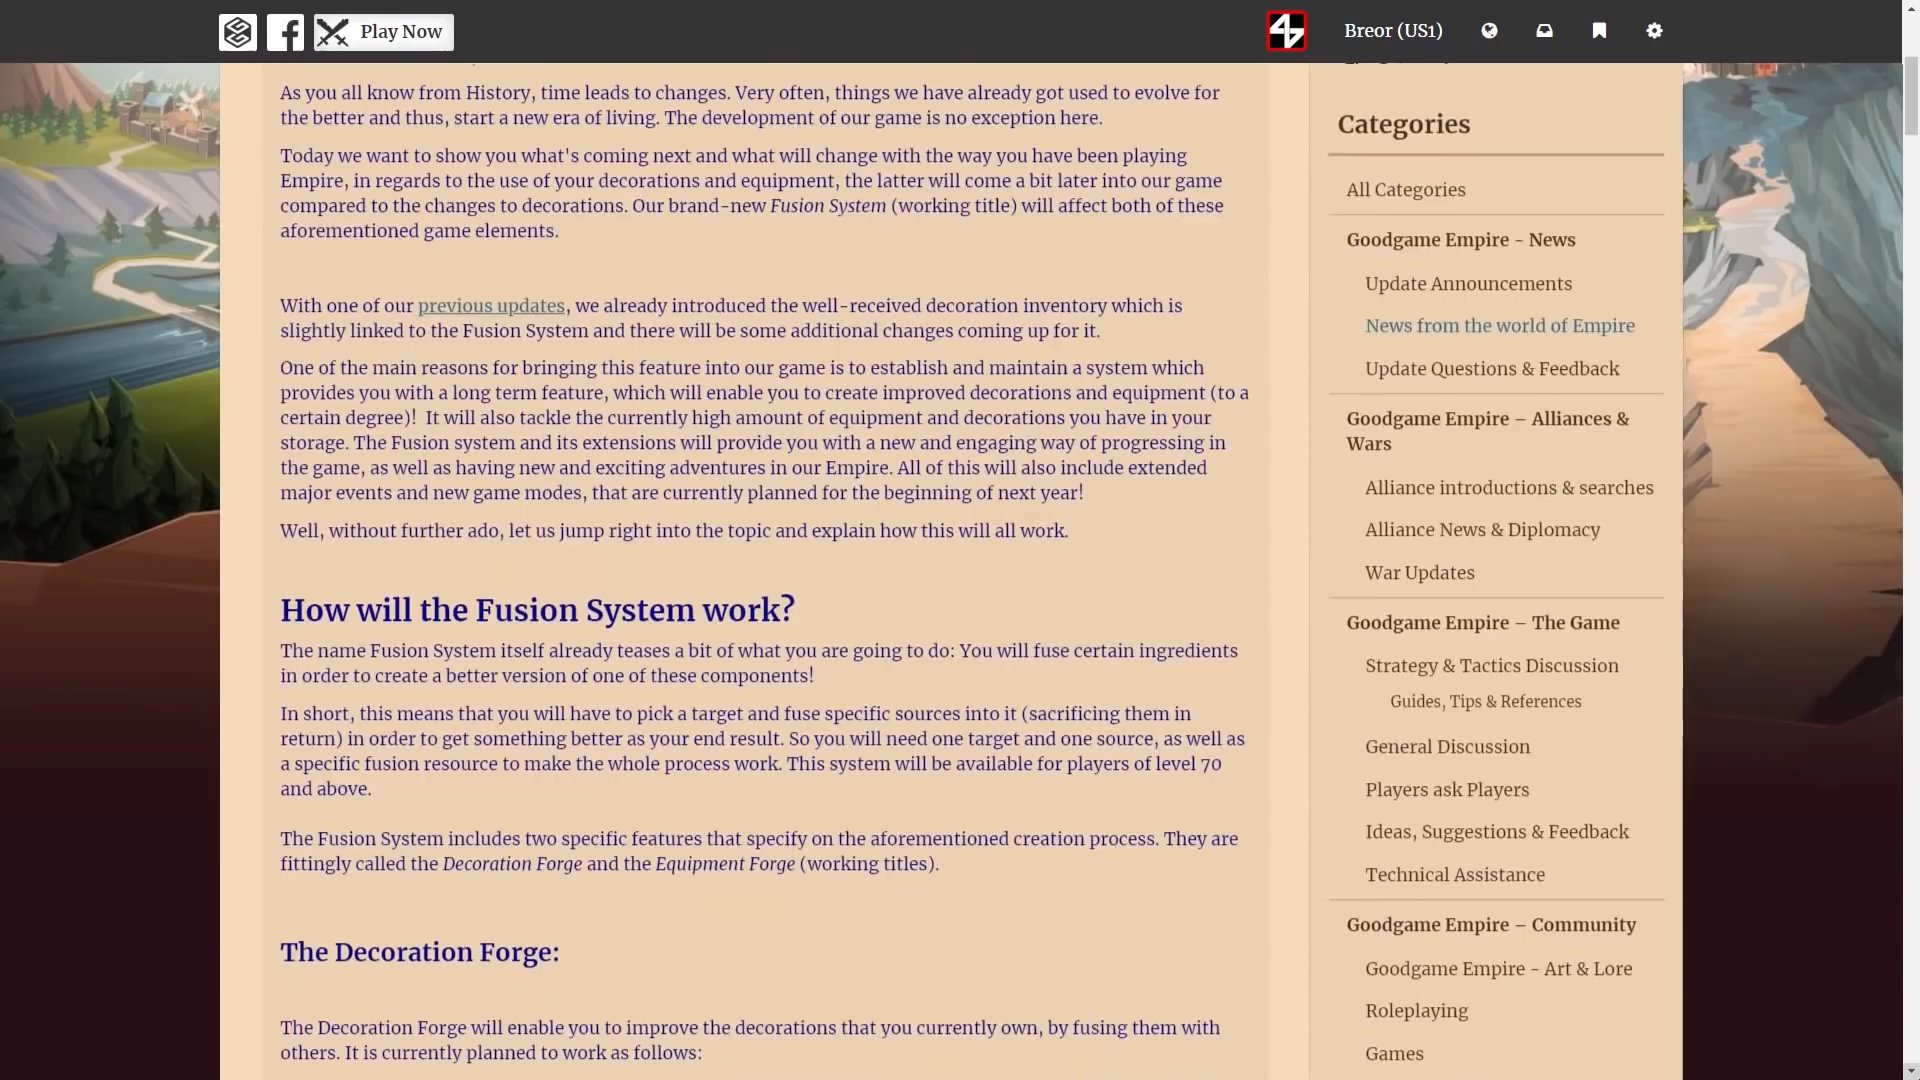 Play Now
Breor (US1)
As you all know from History, time leads to changes. Very often, things we have already got used to evolve for
the better and thus, start a new era of living. The development of our game is no exception here.
Today we want to show you what's coming next and what will change with the way you have been playing
Empire, in regards to the use of your decorations and equipment, the latter will come a bit later into our game
compared to the changes to decorations. Our brand-new Fusion System (working title) will affect both of these
aforementioned game elements.
With one of our previous updates, we already introduced the well-received decoration inventory which is
slightly linked to the Fusion System and there will be some additional changes coming up for it.
One of the main reasons for bringing this feature into our game is to establish and maintain a system which
provides you with a long term feature, which will enable you to create improved decorations and equipment (to a
certain degree)! It will also tackle the currently high amount of equipment and decorations you have in your
storage. The Fusion system and its extensions will provide you with a new and engaging way of progressing in
the game, as well as having new and exciting adventures in our Empire. All of this will also include extended
major events and new game modes, that are currently planned for the beginning of next year!
Well, without further ado, let us jump right into the topic and explain how this will all work.
How will the Fusion System work?
The name Fusion System itself already teases a bit of what you are going to do: You will fuse certain ingredients
in order to create a better version of one of these components!
In short, this means that you will have to pick a target and fuse specific sources into it (sacrificing them in
return) in order to get something better as your end result. So you will need one target and one source, as well as
a specific fusion resource to make the whole process work. This system will be available for players of level 70
and above.
The Fusion System includes two specific features that specify on the aforementioned creation process. They are
fittingly called the Decoration Forge and the Equipment Forge (working titles).
The Decoration Forge:
The Decoration Forge will enable you to improve the decorations that you currently own, by fusing them with
others. It is currently planned to work as follows:
Categories
All Categories
Goodgame Empire - News
Update Announcements
News from the world of Empire
Update Questions & Feedback
Goodgame Empire – Alliances &
Wars
Alliance introductions & searches
Alliance News & Diplomacy
War Updates
Goodgame Empire – The Game
Strategy & Tactics Discussion
Guides, Tips & References
General Discussion
Players ask Players
Ideas, Suggestions & Feedback
Technical Assistance
Goodgame Empire – Community
Goodgame Empire - Art & Lore
Roleplaying
Games